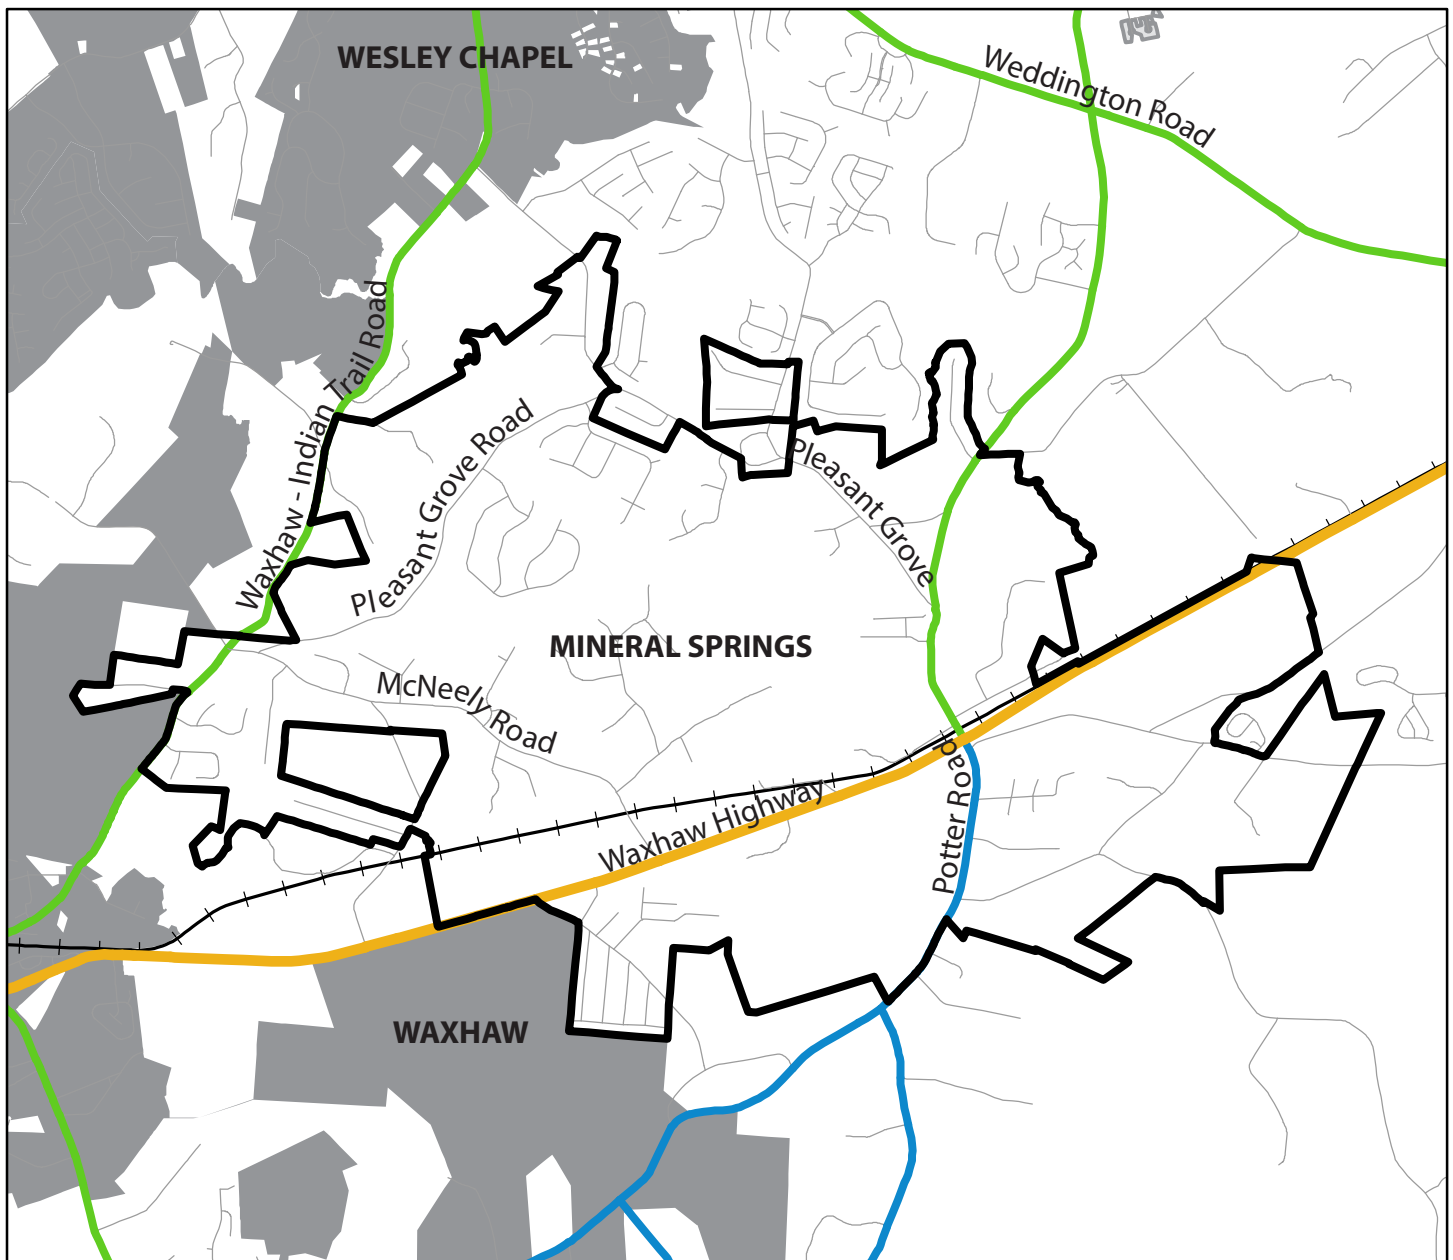 WESLEY CHAPEL
Weddington Road
Waxhaw - Indian Trail Road
Pleasant Grove Road
Pleasant Grove
MINERAL SPRINGS
McNeely Road
Waxhaw Highway
Potter Road
WAXHAW